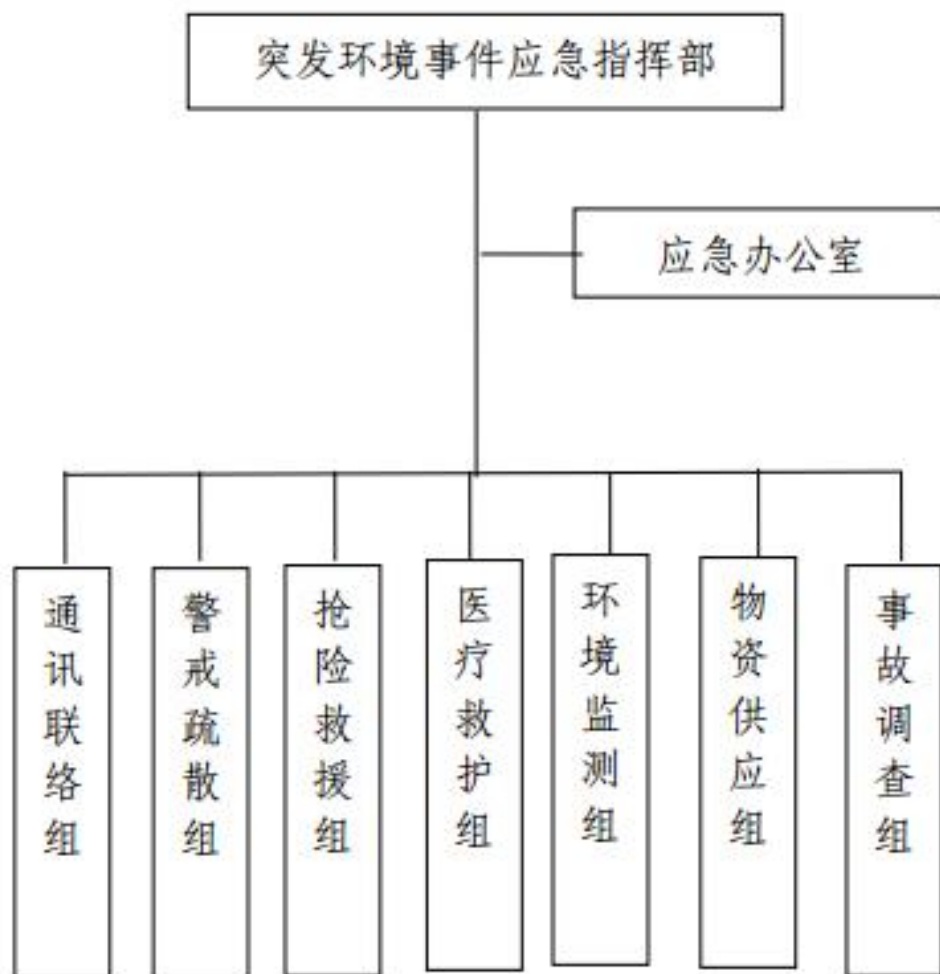 突发环境事件应急指挥部
应急办公室
通讯联络组
警戒疏散组
抢险救援组
医疗救护组
环境监测组
物资供应组
事故调查组